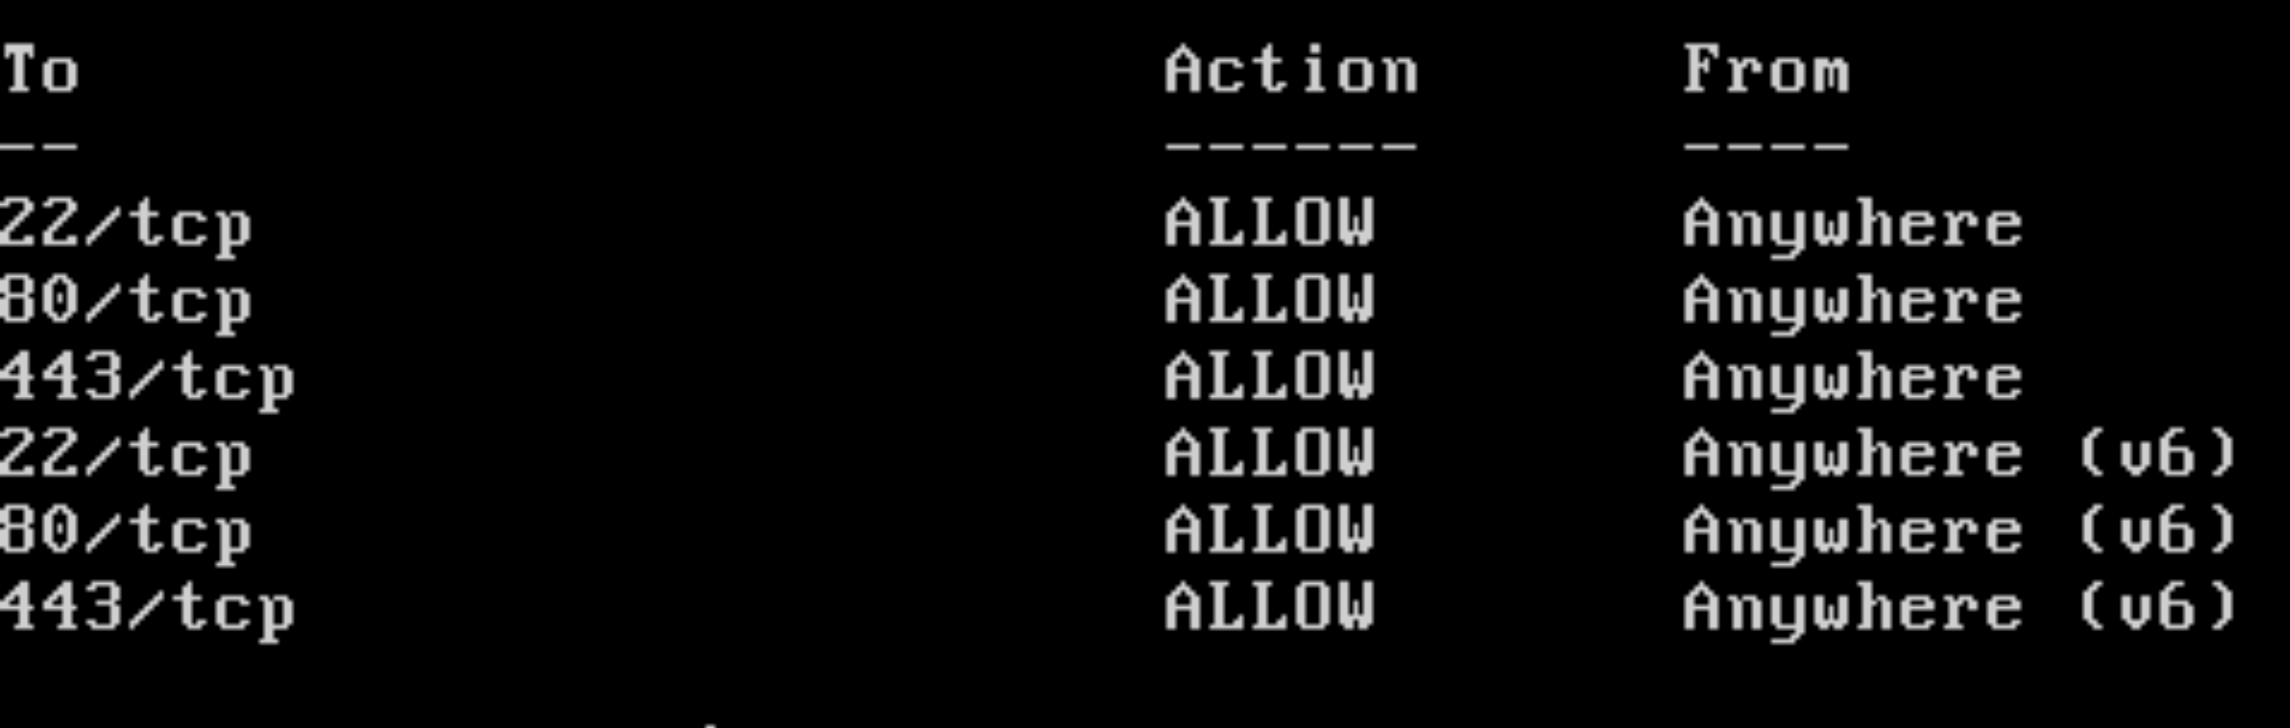 To                         Action      From
--                         ------      ----
22/tcp                     ALLOW       Anywhere
80/tcp                     ALLOW       Anywhere
443/tcp                    ALLOW       Anywhere
22/tcp                     ALLOW       Anywhere (v6)
80/tcp                     ALLOW       Anywhere (v6)
443/tcp                    ALLOW       Anywhere (v6)